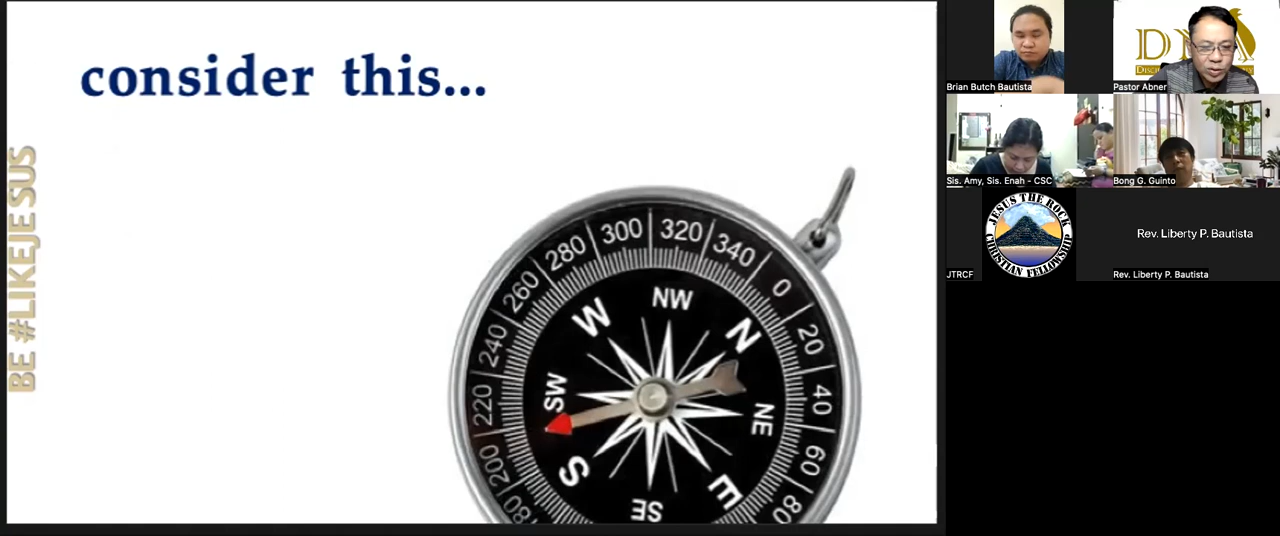 consider this...
BE #LIKEJESUS
220
240
260
280
300
320
340
0
20
40
60
80
200
NW
N
NE
E
SE
S
SW
W
Brian Butch Bautista
Pastor Abner
Sis. Amy, Sis. Enah - CSC
Bong G. Guinto
JESUS THE ROCK
CHRISTIAN FELLOWSHIP
JTRCF
Rev. Liberty P. Bautista
Rev. Liberty P. Bautista